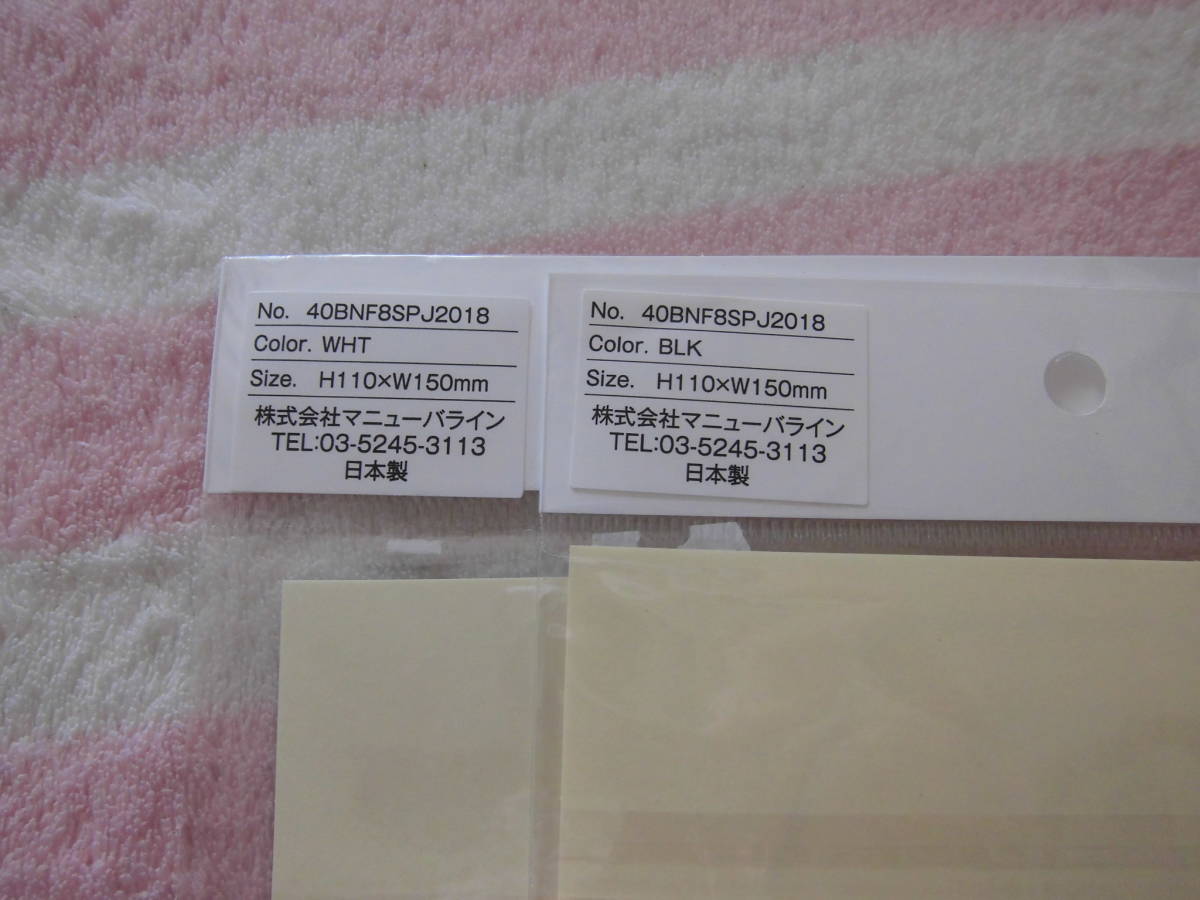 No. 40BNF8SPJ2018
Color. WHT
Size. H110×W150mm
株式会社マニューバライン
TEL:03-5245-3113
日本製
No. 40BNF8SPJ2018
Color. BLK
Size. H110×W150mm
株式会社マニューバライン
TEL:03-5245-3113
日本製